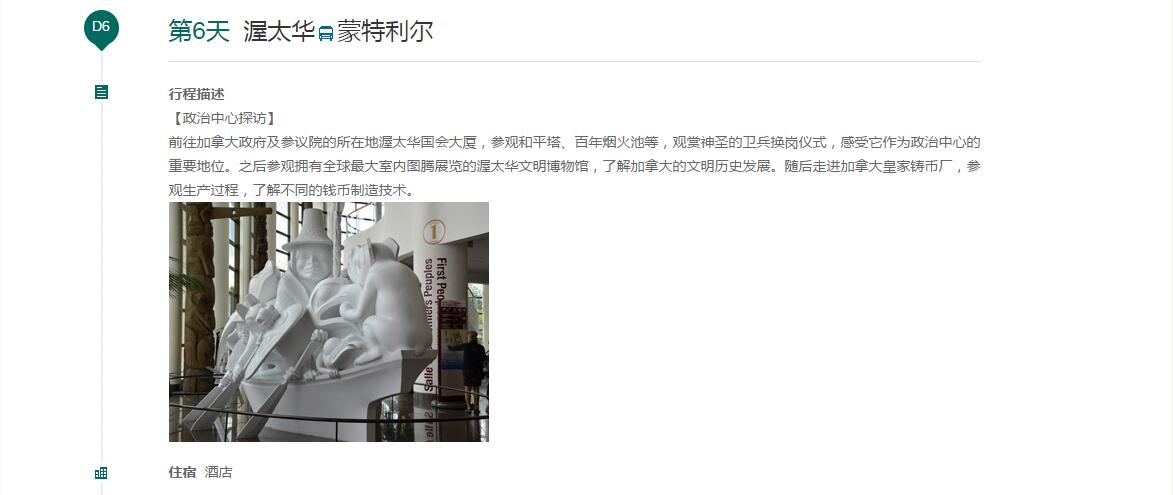 D6
第6天 渥太华 蒙特利尔
行程描述
【政治中心探访】
前往加拿大政府及参议院的所在地渥太华国会大厦，参观和平塔、百年烟火池等，观赏神圣的卫兵换岗仪式，感受它作为政治中心的
重要地位。之后参观拥有全球最大室内图腾展览的渥太华文明博物馆，了解加拿大的文明历史发展。随后走进加拿大皇家铸币厂，参
观生产过程，了解不同的钱币制造技术。
1
First Peo
miers Peuples
Salle
住宿 酒店